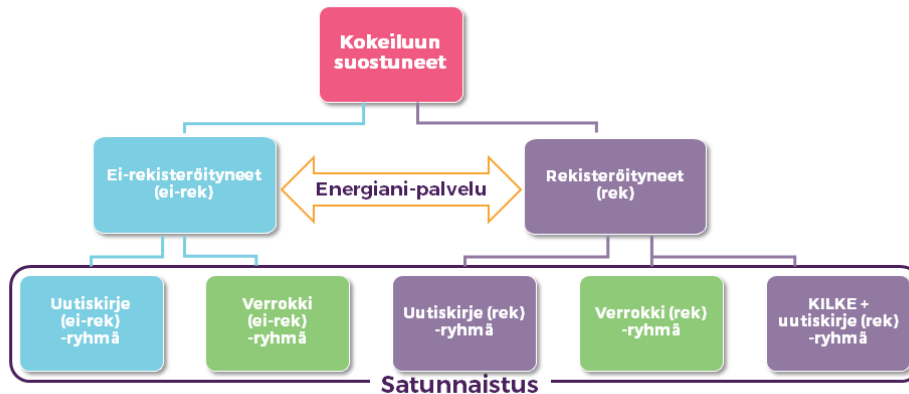 Kokeiluun
suostuneet
Ei-rekisteröityneet
(ei-rek)
Energiani-palvelu
Rekisteröityneet
(rek)
Uutiskirje
(ei-rek)
-ryhmä
Verrokki
(ei-rek)
-ryhmä
Uutiskirje (rek)
-ryhmä
Verrokki (rek)
-ryhmä
KILKE +
uutiskirje (rek)
-ryhmä
Satunnaistus